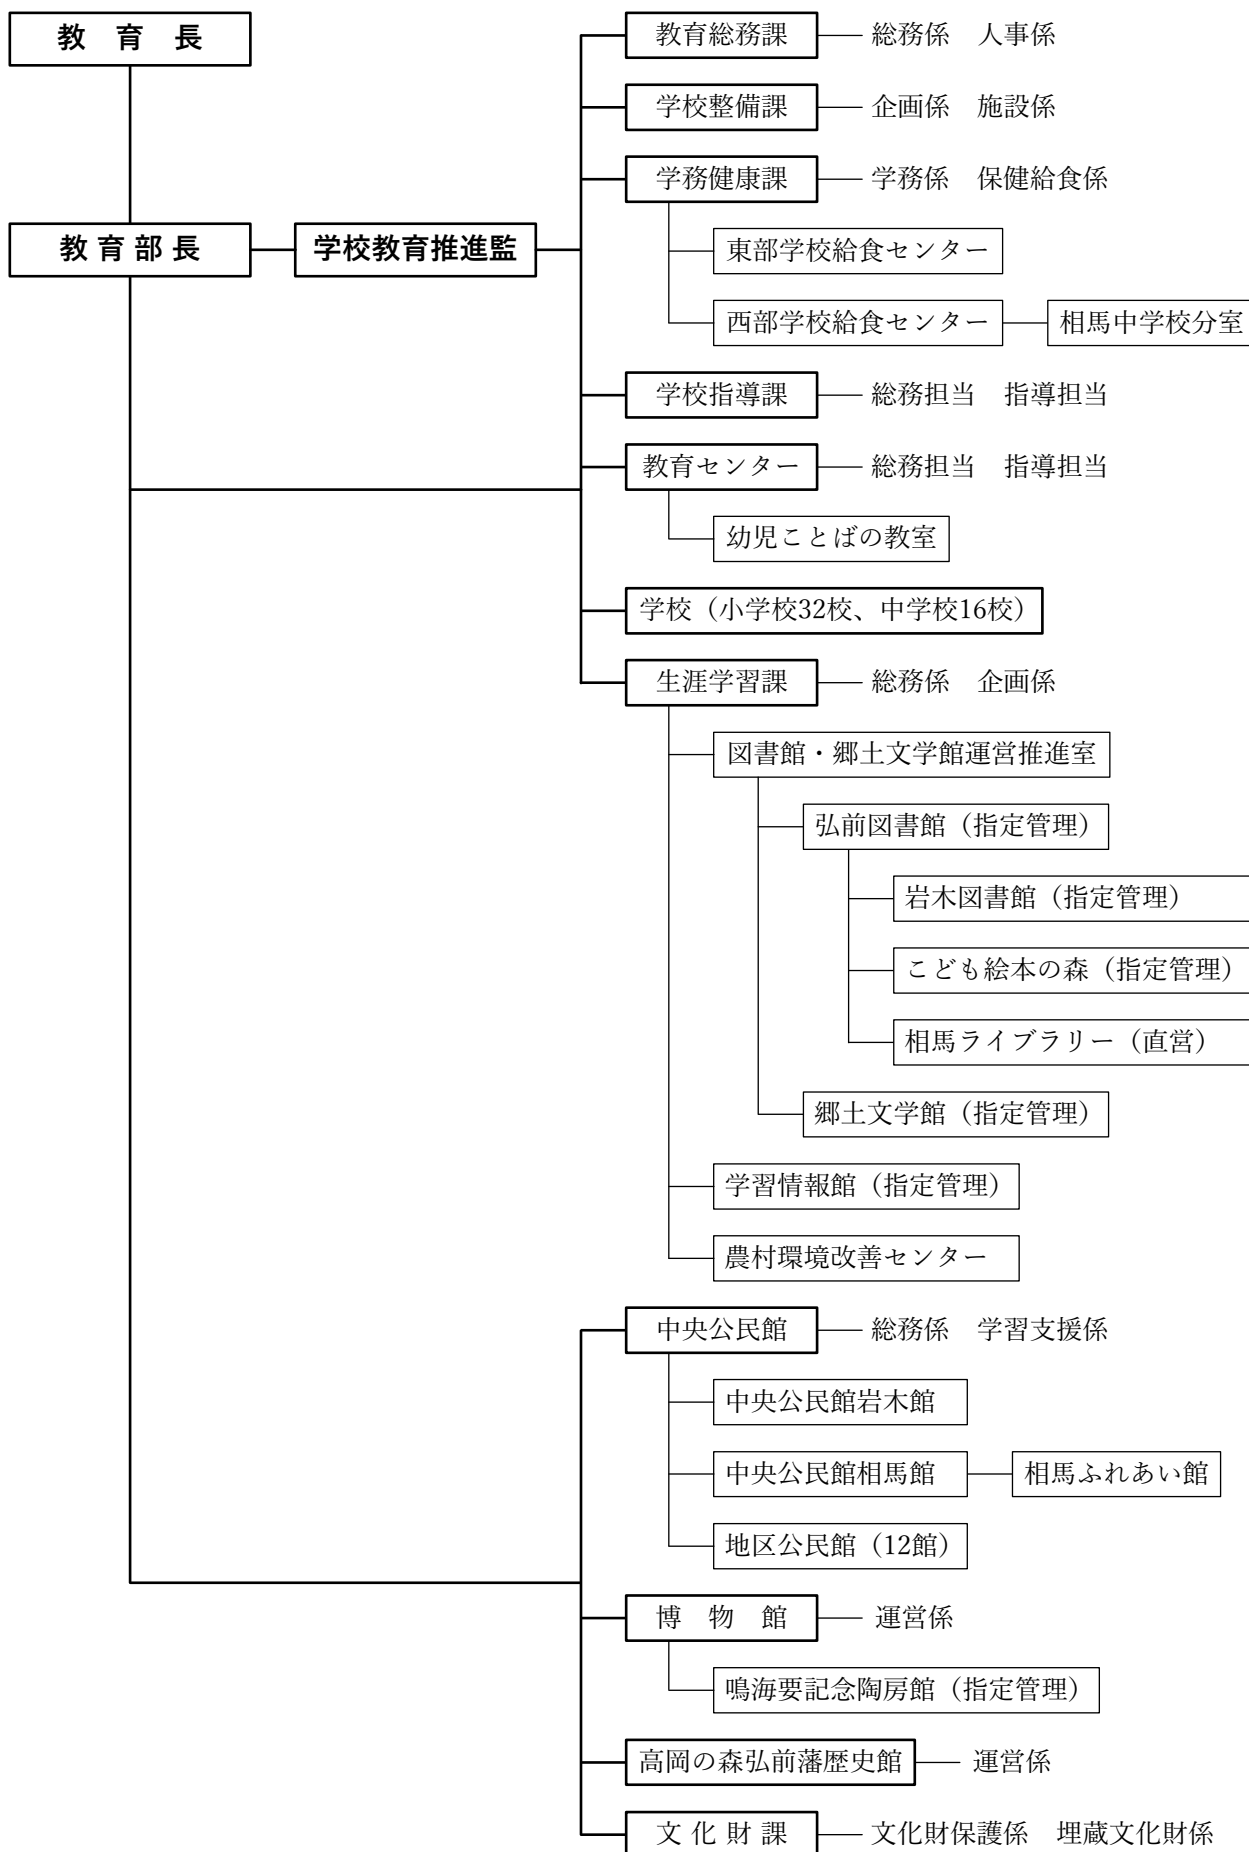 教育長
教育総務課 総務係 人事係
学校整備課 企画係 施設係
学務健康課 学務係 保健給食係
教育部長 学校教育推進監 東部学校給食センター
西部学校給食センター 相馬中学校分室
学校指導課 総務担当 指導担当
教育センター 総務担当 指導担当
幼児ことばの教室
学校（小学校32校、中学校16校）
生涯学習課 総務係 企画係
図書館・郷土文学館運営推進室
弘前図書館（指定管理）
岩木図書館（指定管理）
こども絵本の森（指定管理）
相馬ライブラリー（直営）
郷土文学館（指定管理）
学習情報館（指定管理）
農村環境改善センター
中央公民館 総務係 学習支援係
中央公民館岩木館
中央公民館相馬館 相馬ふれあい館
地区公民館（12館）
博物館 運営係
鳴海要記念陶房館（指定管理）
高岡の森弘前藩歴史館 運営係
文化財課 文化財保護係 埋蔵文化財係